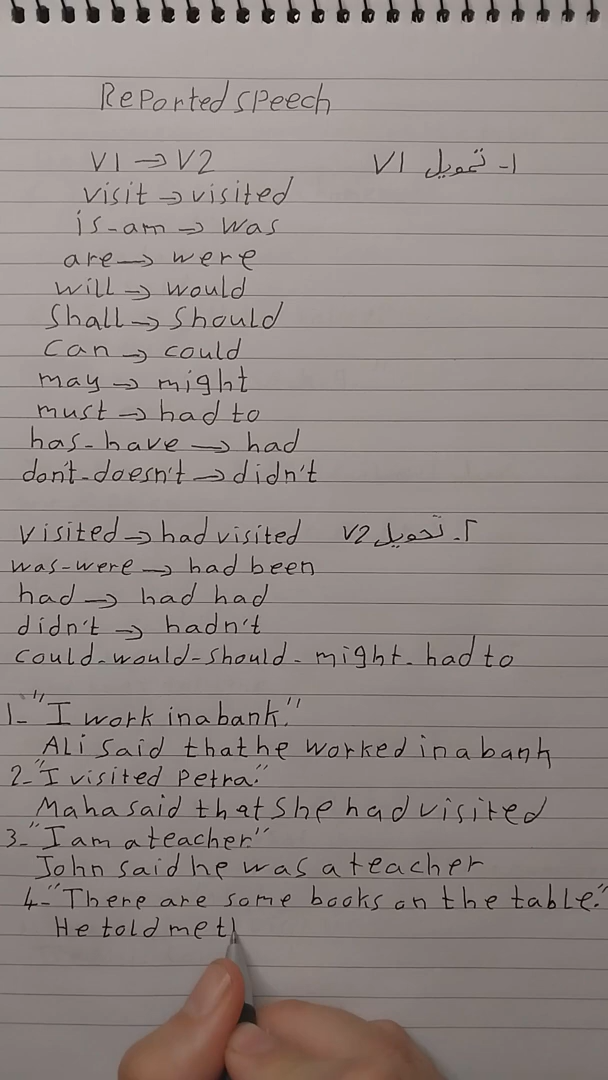 Reported speech
V1 → V2 ١- تحويل V1
visit → visited
is-am → was
are → were
will → would
Shall → Should
can → could
may → might
must → had to
has-have → had
don't-doesn't → didn't
visited → had visited ٢- تحويل V2
was-were → had been
had → had had
didn't → hadn't
could-would-should-might-had to
1- "I work in a bank."
ALi said that he worked in a bank
2- "I visited Petra."
Maha said that she had visited
3- "I am a teacher"
John said he was a teacher
4- "There are some books on the table."
He told me th